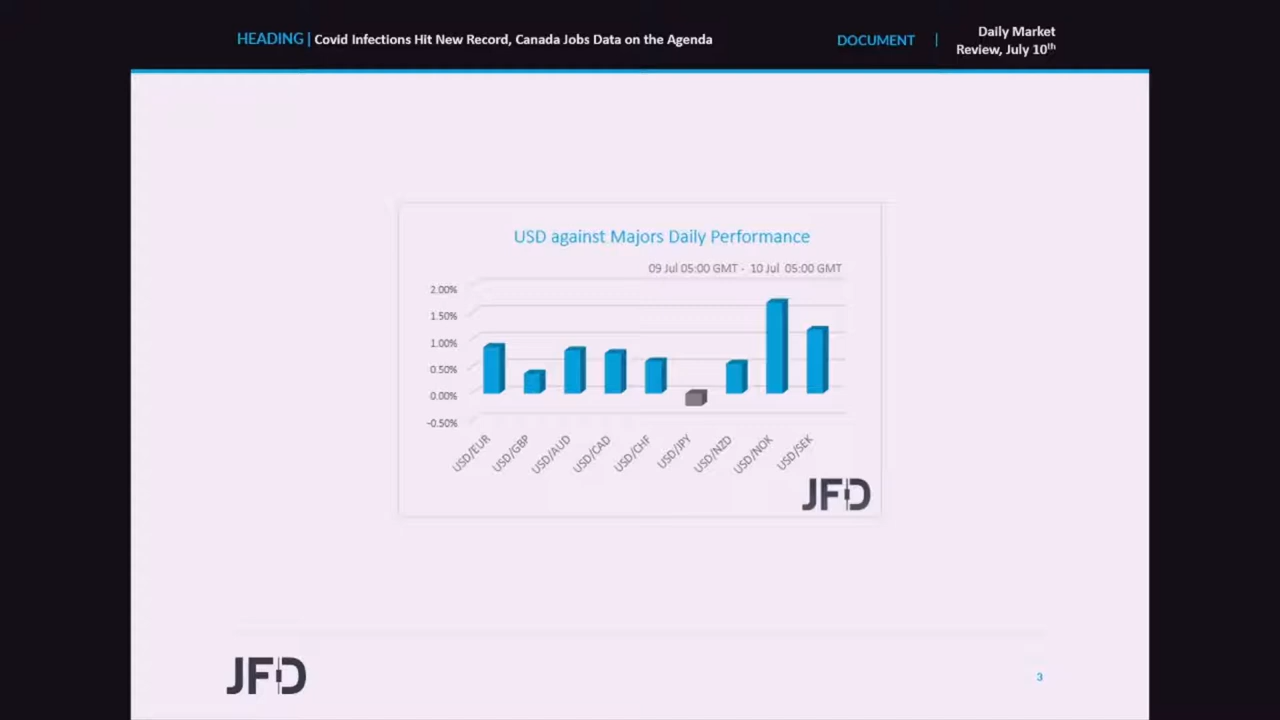 HEADING | Covid Infections Hit New Record, Canada Jobs Data on the Agenda
DOCUMENT |
Daily Market
Review, July 10th
USD against Majors Daily Performance
09 Jul 05:00 GMT - 10 Jul 05:00 GMT
2.00%
1.50%
1.00%
0.50%
0.00%
-0.50%
USD/EUR
USD/GBP
USD/AUD
USD/CAD
USD/CHF
USD/JPY
USD/NZD
USD/NOK
USD/SEK
JFD
JFD
3